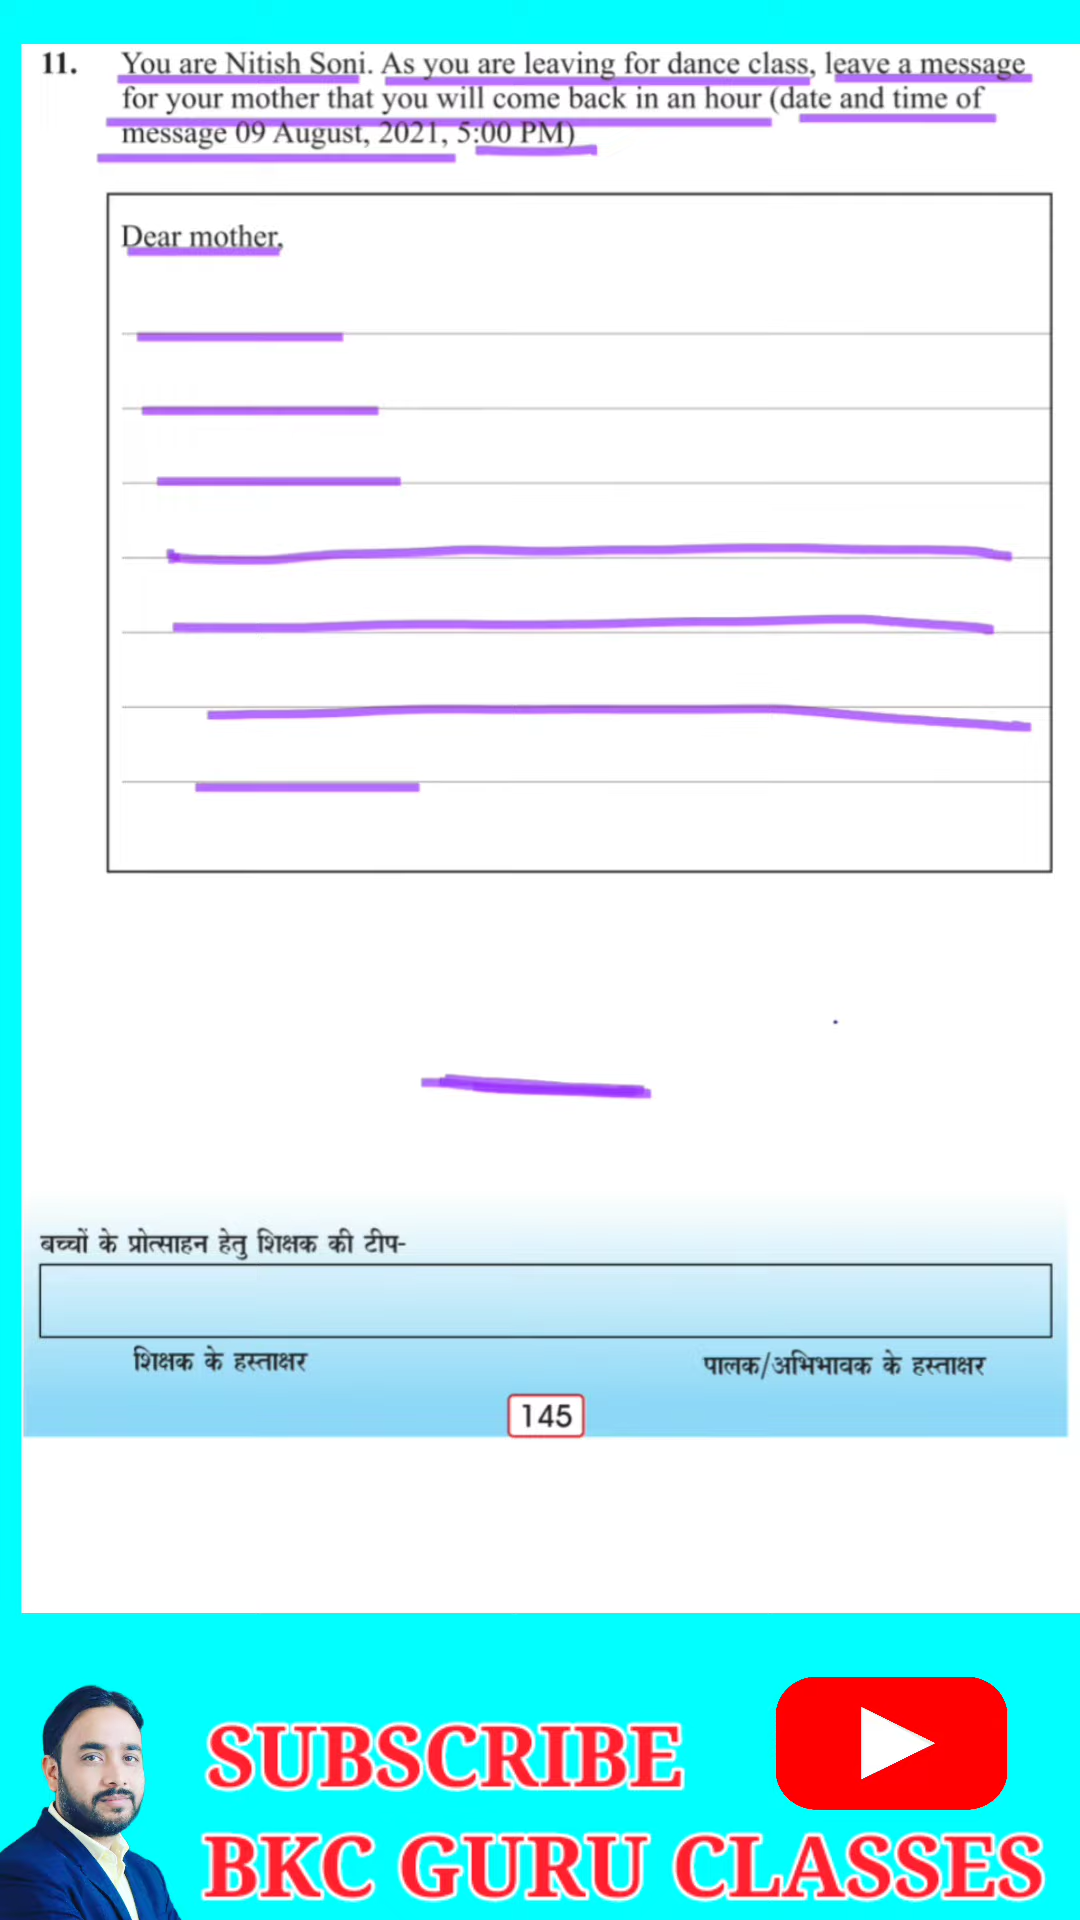 11. You are Nitish Soni. As you are leaving for dance class, leave a message
for your mother that you will come back in an hour (date and time of
message 09 August, 2021, 5:00 PM)
Dear mother,
बच्चों के प्रोत्साहन हेतु शिक्षक की टीप-
शिक्षक के हस्ताक्षर
पालक/अभिभावक के हस्ताक्षर
145
SUBSCRIBE
BKC GURU CLASSES